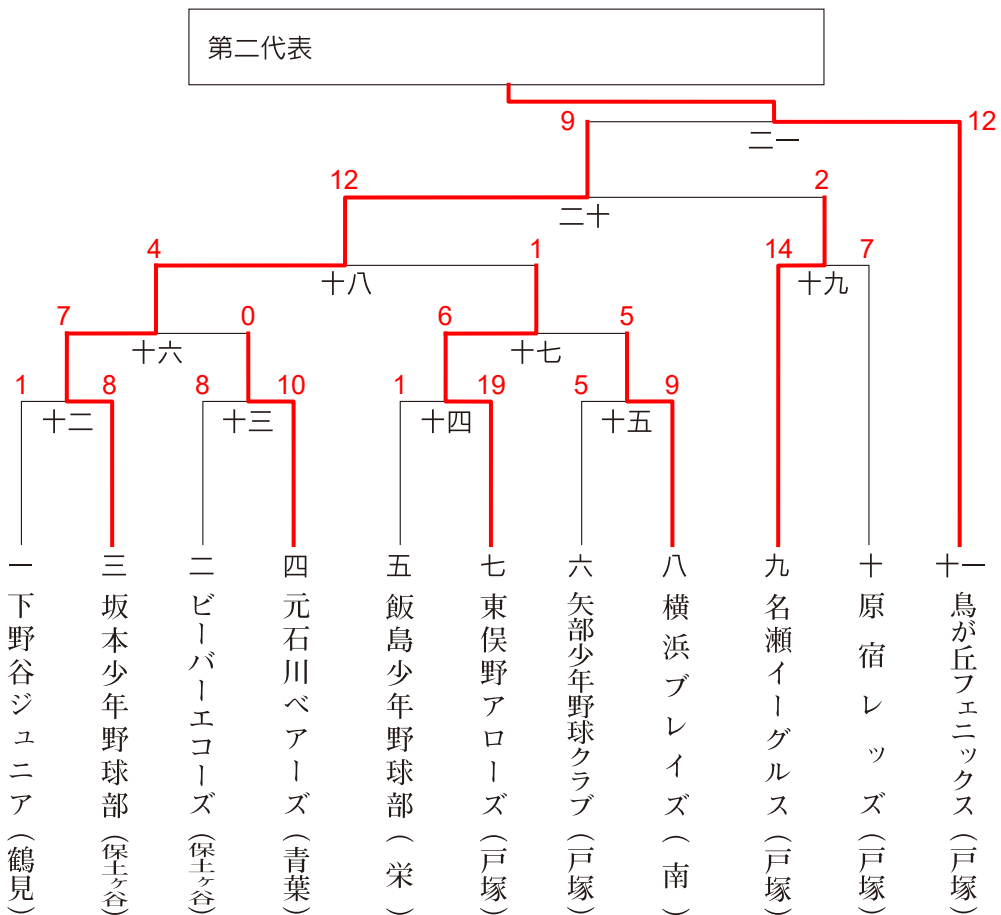 第二代表
9
12
二一
12
2
二十
4
1
14
7
十八
十九
7
0
6
5
十六
十七
1
8
8
10
1
19
5
9
十二
十三
十四
十五
一 下野谷ジュニア(鶴見)
三 坂本少年野球部(保土ヶ谷)
二 ビーバーエコーズ(保土ヶ谷)
四 元石川ベアーズ(青葉)
五 飯島少年野球部(栄)
七 東俣野アローズ(戸塚)
六 矢部少年野球クラブ(戸塚)
八 横浜ブレイズ(南)
九 名瀬イーグルス(戸塚)
十 原宿レッズ(戸塚)
十一 鳥が丘フェニックス(戸塚)